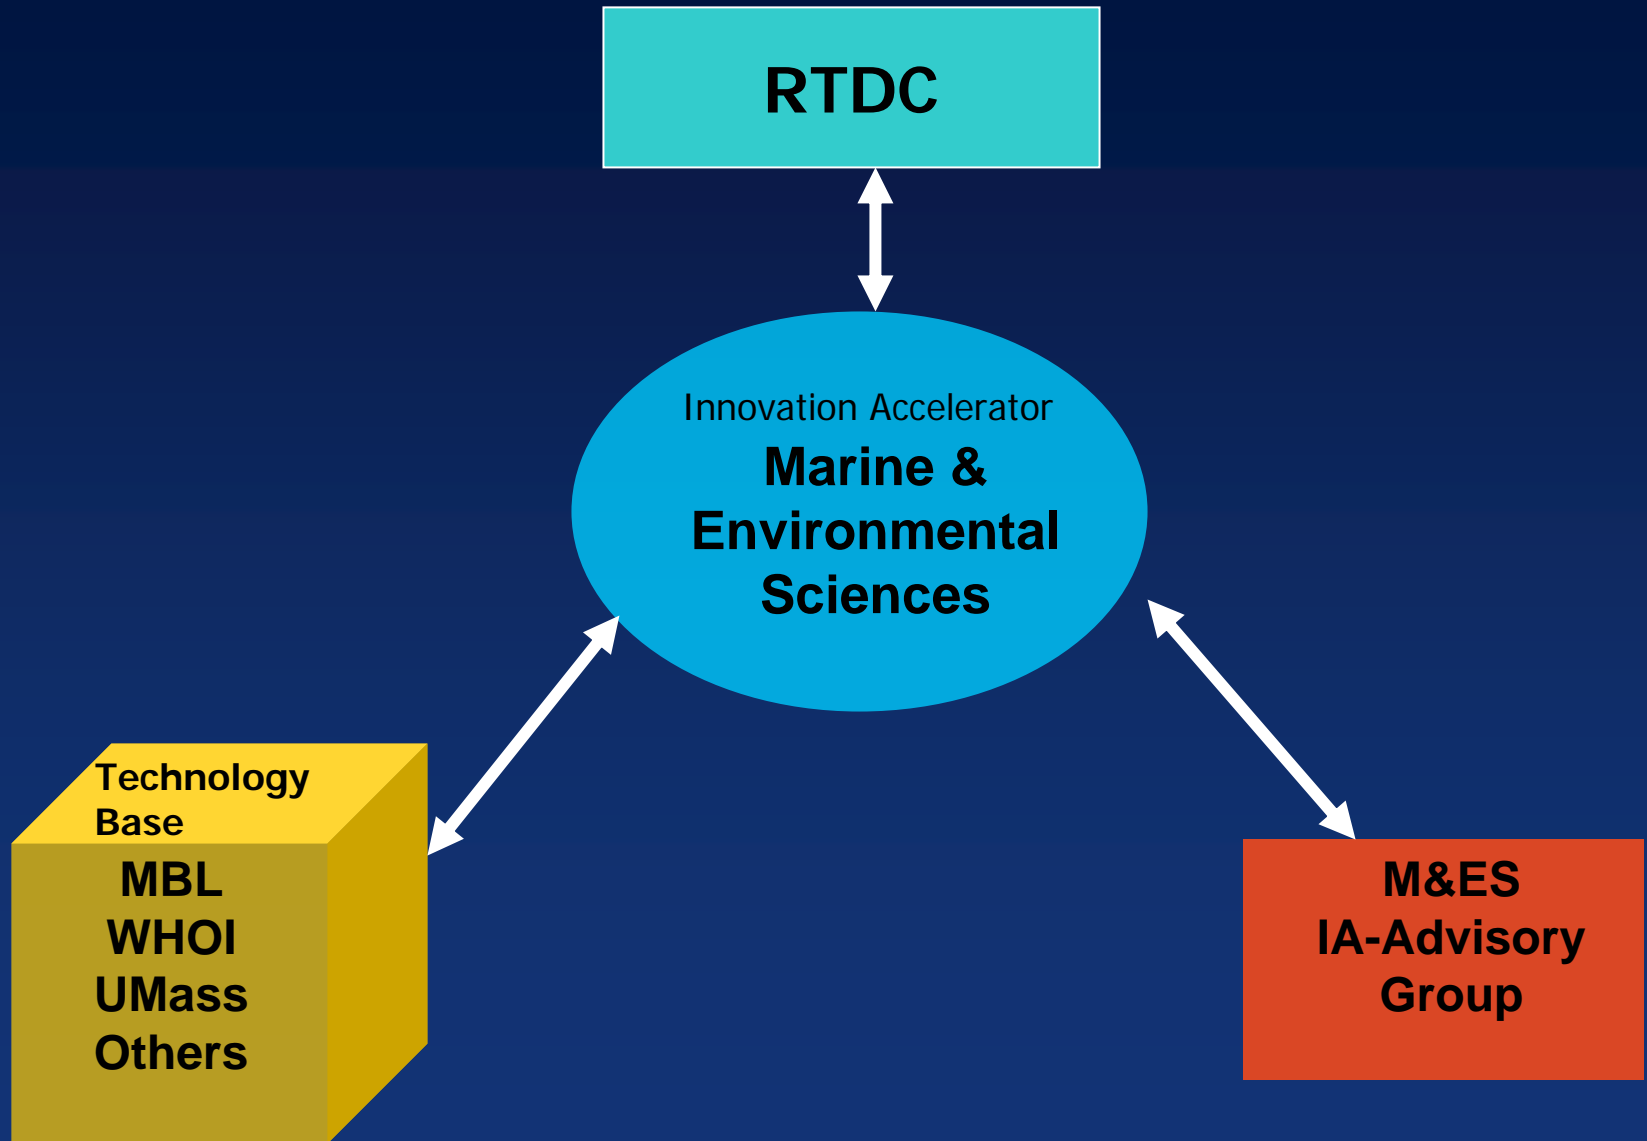 RTDC
Innovation Accelerator
Marine &
Environmental
Sciences
Technology
Base
MBL
WHOI
UMass
Others
M&ES
IA-Advisory
Group